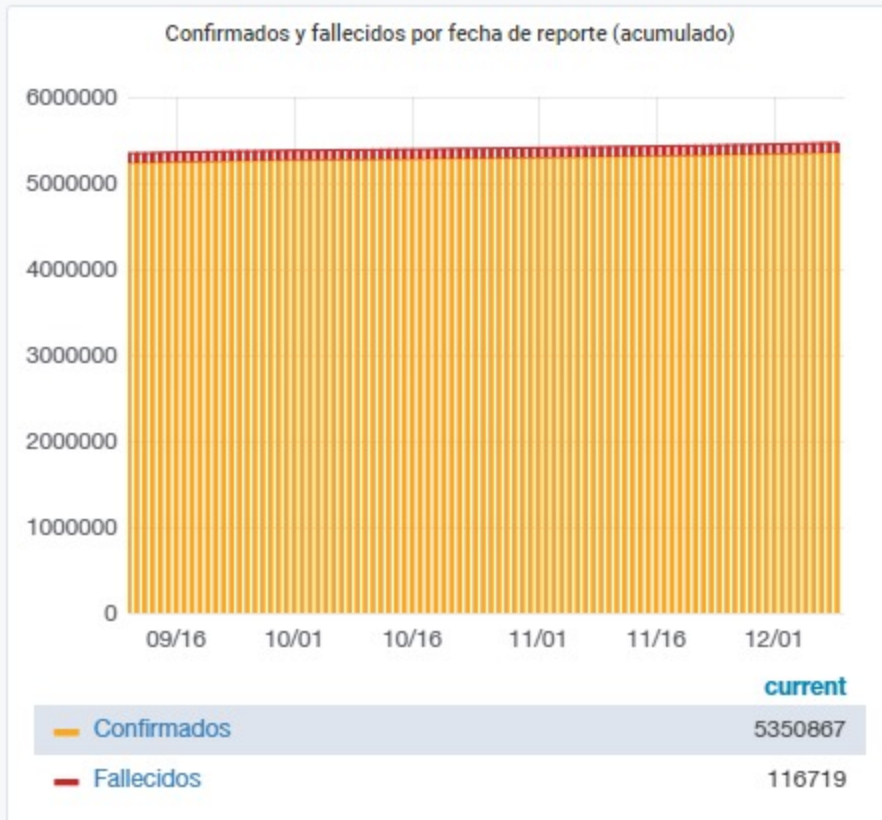 Confirmados y fallecidos por fecha de reporte (acumulado)
6000000
5000000
4000000
3000000
2000000
1000000
0
09/16 10/01 10/16 11/01 11/16 12/01
current
Confirmados 5350867
Fallecidos 116719